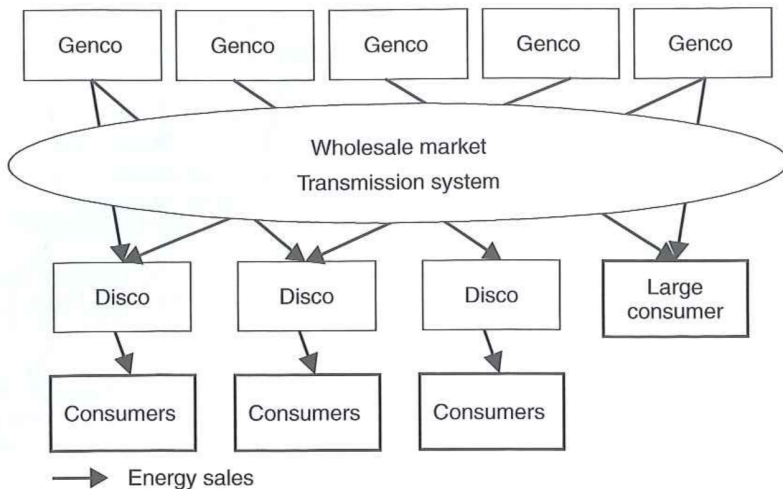 Genco Genco Genco Genco Genco
Wholesale market
Transmission system
Disco Disco Disco Large
consumer
Consumers Consumers Consumers
Energy sales